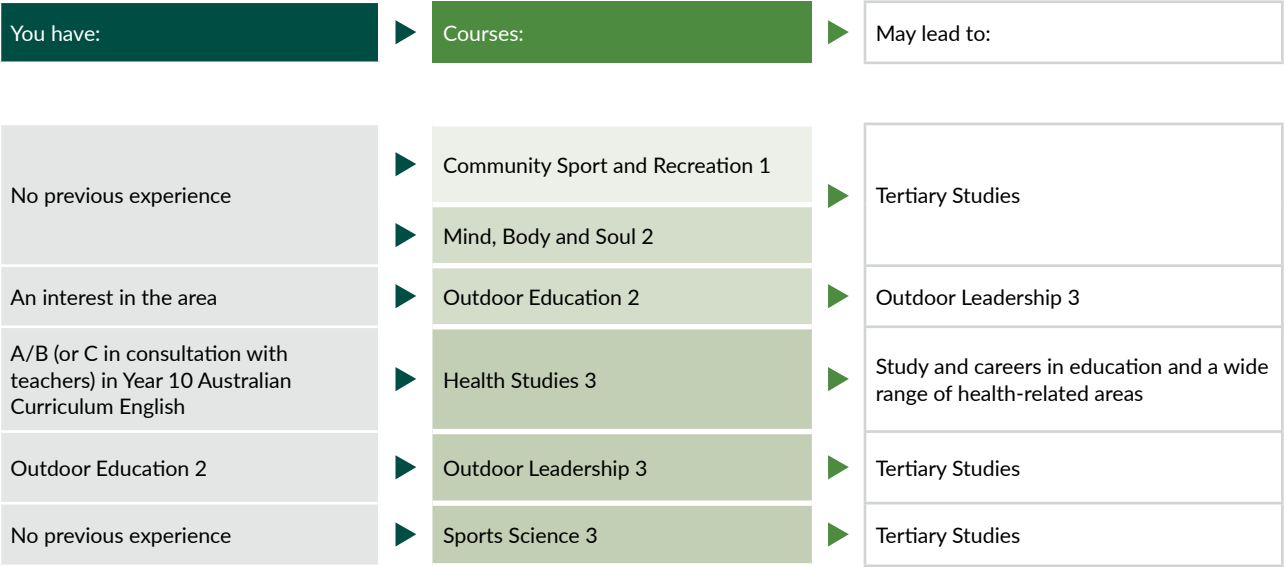 You have:
Courses:
May lead to:
No previous experience
Community Sport and Recreation 1
Mind, Body and Soul 2
Tertiary Studies
An interest in the area
Outdoor Education 2
Outdoor Leadership 3
A/B (or C in consultation with
teachers) in Year 10 Australian
Curriculum English
Health Studies 3
Study and careers in education and a wide
range of health-related areas
Outdoor Education 2
Outdoor Leadership 3
Tertiary Studies
No previous experience
Sports Science 3
Tertiary Studies